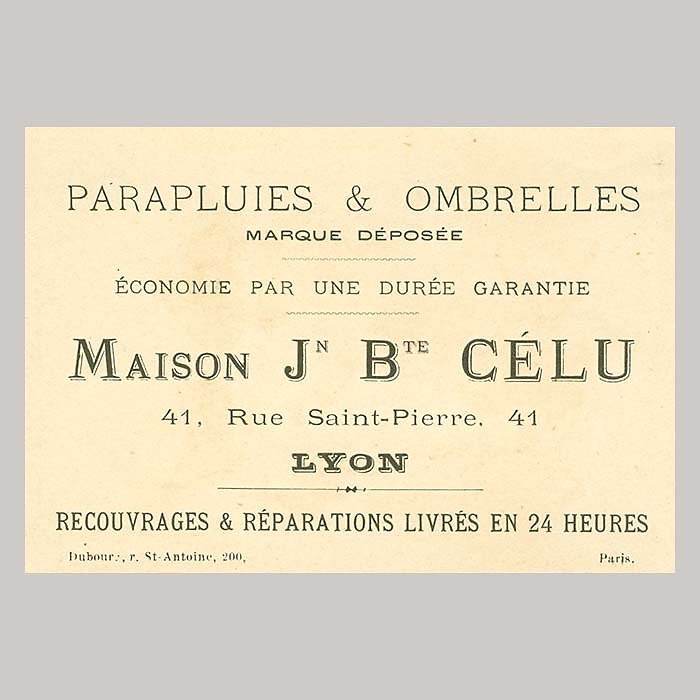 PARAPLUIES & OMBRELLES
MARQUE DÉPOSÉE
ÉCONOMIE PAR UNE DURÉE GARANTIE
MAISON JN BTE CÉLU
41, Rue Saint-Pierre. 41
LYON
RECOUVRAGES & RÉPARATIONS LIVRÉS EN 24 HEURES
r. St-Antoine, 200, Paris.